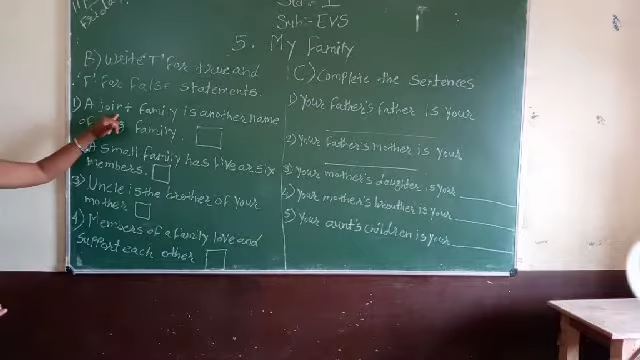 Std:- I
Sub:- EVS
5. My Family
B) Write 'T' for true and
'F' for false statements.
1) A joint family is another name
of family.
A small family has five or six
members.
3) Uncle is the brother of your
mother
4) Members of a family love and
support each other
C) Complete the Sentences
1) Your father's father is your
2) Your father's mother is your
3) Your mother's daughter is your
4) Your mother's breuther is your
5) Your aunt's children is your